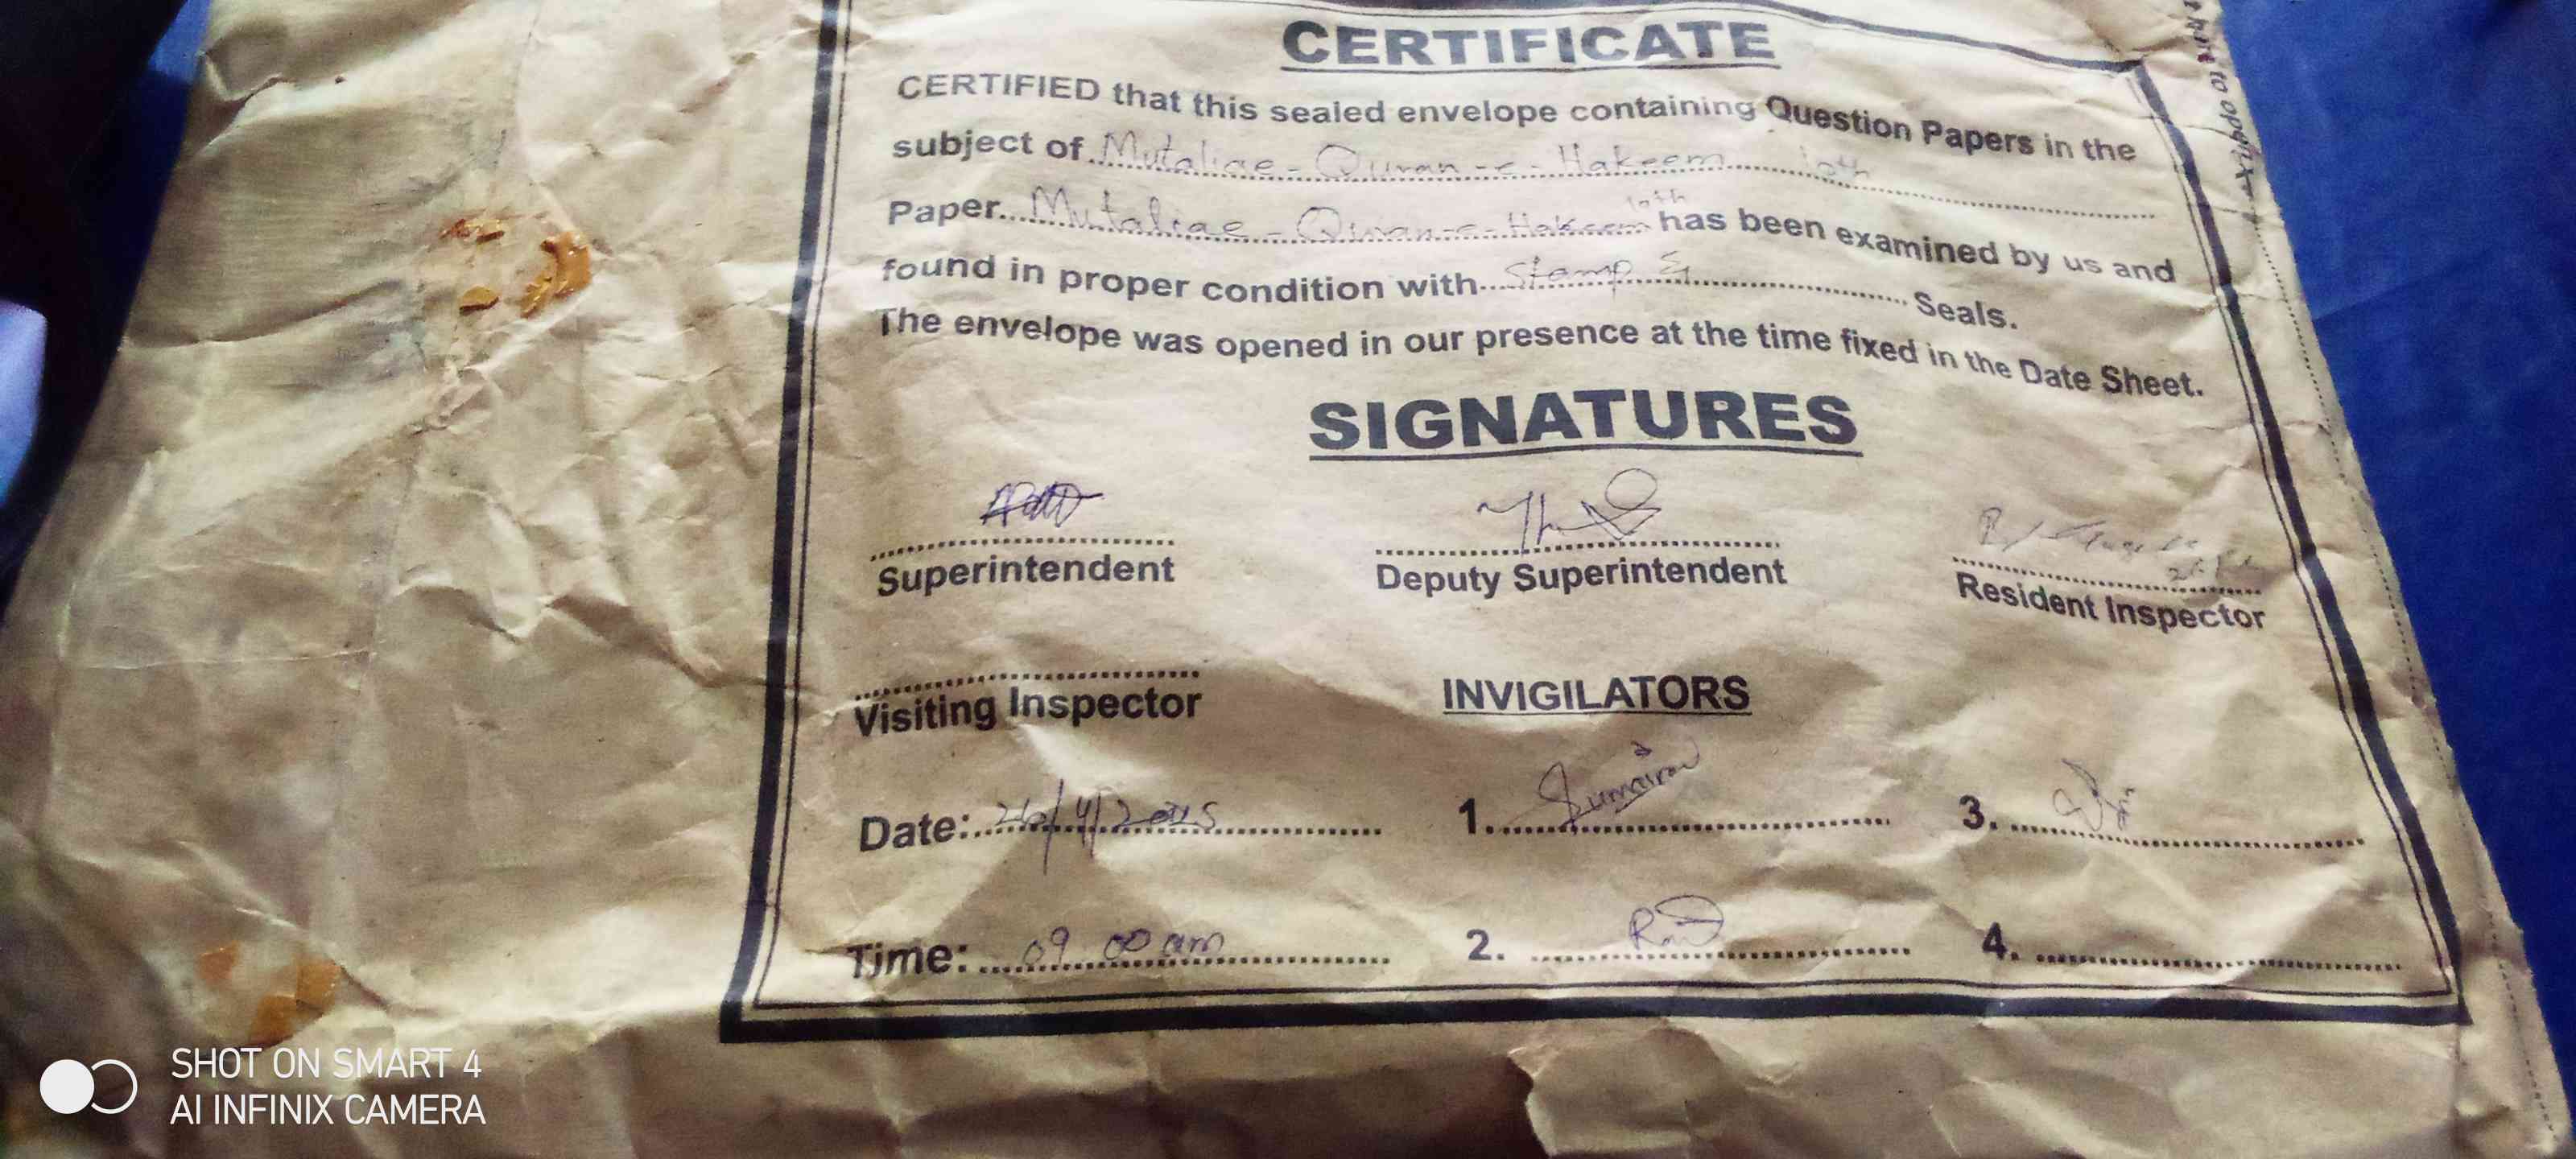 CERTIFICATE
CERTIFIED that this sealed envelope containing Question Papers in the
subject of Mutaliae-Quran-e-Hakeem 10th
Paper Mutaliae-Quran-e-Hakeem 10th has been examined by us and
found in proper condition with Stamp & Seals.
The envelope was opened in our presence at the time fixed in the Date Sheet.
SIGNATURES
Superintendent Deputy Superintendent Resident Inspector
Visiting Inspector INVIGILATORS
Date: 26/4/2025 1. Sumaira 3.
Time: 09 00 am 2. 4.
SHOT ON SMART 4
AI INFINIX CAMERA